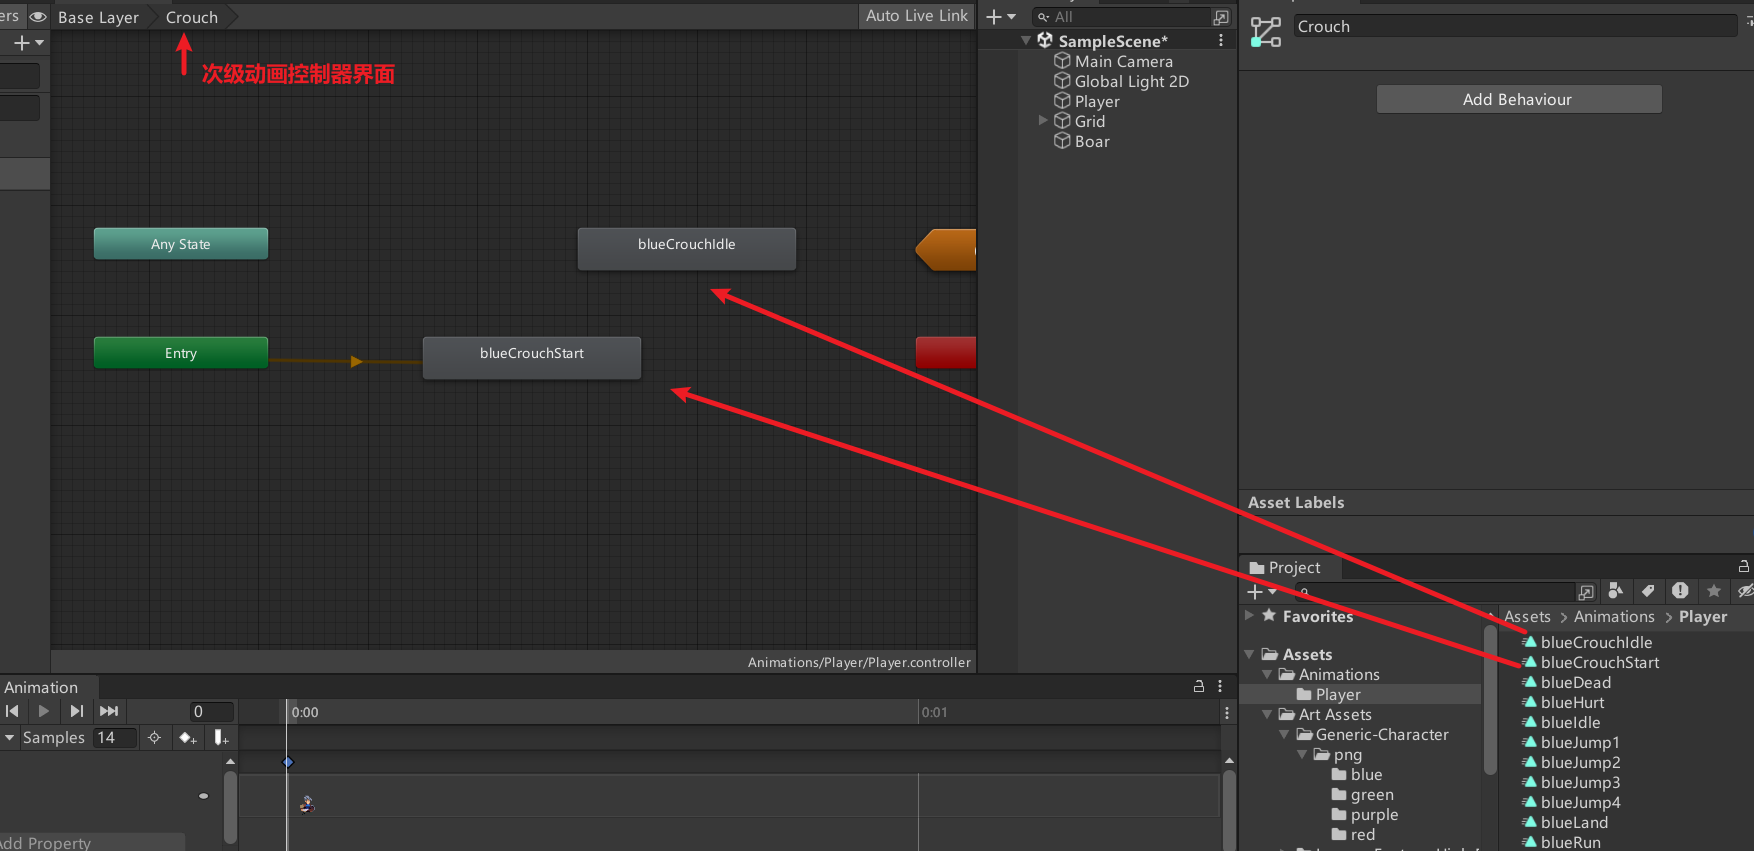 ers
Base Layer
Crouch
Auto Live Link
次级动画控制器界面
Any State
blueCrouchIdle
Entry
blueCrouchStart
Animations/Player/Player.controller
All
SampleScene*
Main Camera
Global Light 2D
Player
Grid
Boar
Crouch
Add Behaviour
Asset Labels
Project
Favorites
Assets
Animations
Player
Art Assets
Generic-Character
png
blue
green
purple
red
Assets > Animations > Player
blueCrouchIdle
blueCrouchStart
blueDead
blueHurt
blueIdle
blueJump1
blueJump2
blueJump3
blueJump4
blueLand
blueRun
Animation
0
0:00
0:01
Samples 14
dd Property